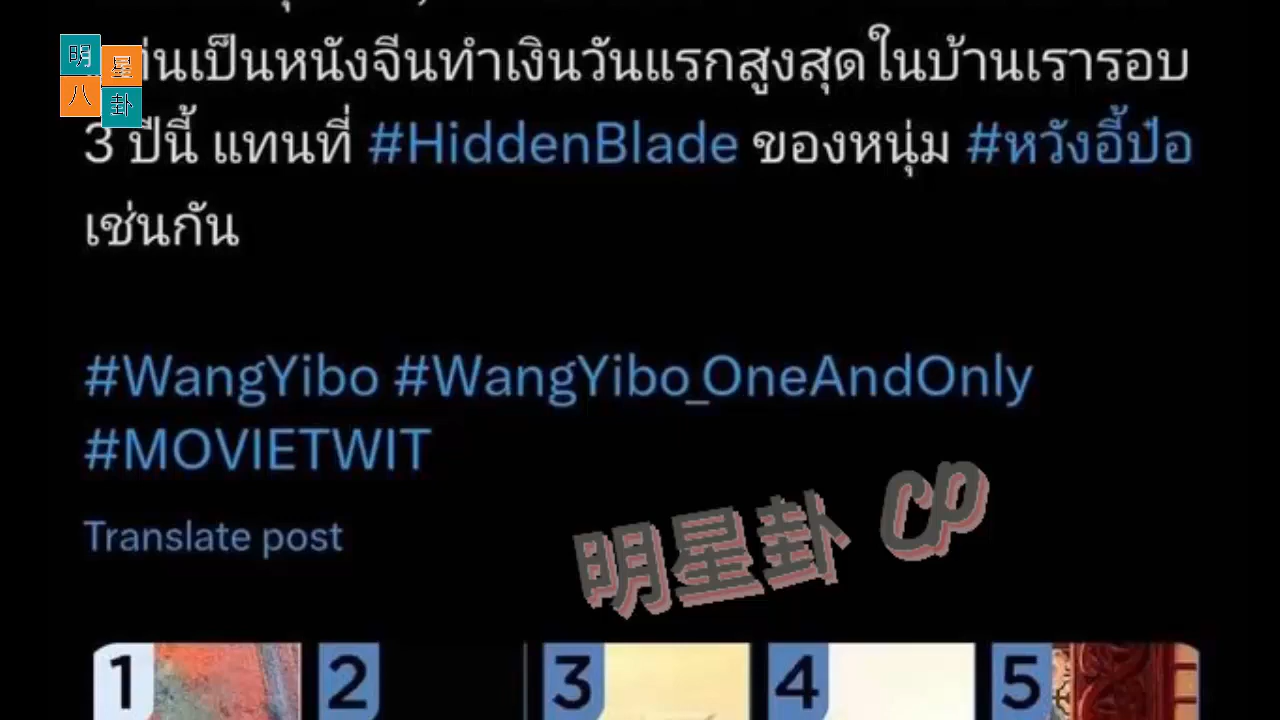 明星
八卦
เป็นหนังจีนทำเงินวันแรกสูงสุดในบ้านเรารอบ
3 ปีนี้ แทนที่ #HiddenBlade ของหนุ่ม #หวังอี้ป๋อ
เช่นกัน
#WangYibo #WangYibo_OneAndOnly
#MOVIETWIT
Translate post
明星卦 CP
1 2 3 4 5